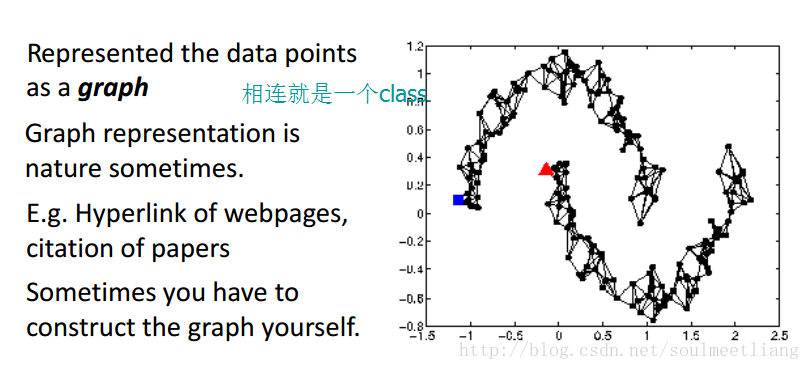 Represented the data points
as a graph
相连就是一个class
Graph representation is
nature sometimes.
E.g. Hyperlink of webpages,
citation of papers
Sometimes you have to
construct the graph yourself.
1.2
0.8
0.6
0.4
0.2
0
−0.2
−0.4
−0.6
−0.8
−1.5
−1
−0.5
0
0.5
1
1.5
2
2.5
http://blog.csdn.net/soulmeetliang